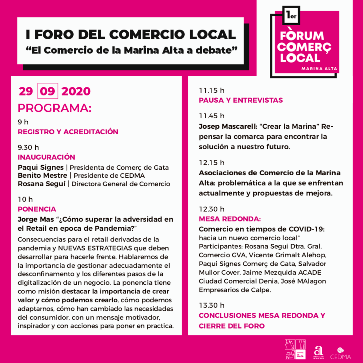 I FORO DEL COMERCIO LOCAL
"El Comercio de la Marina Alta a debate"
1er
FÒRUM
COMERÇ
LOCAL
MARINA ALTA
29 09 2020
PROGRAMA:
9 h
REGISTRO Y ACREDITACIÓN
9.30 h
INAUGURACIÓN
Paqui Signes | Presidenta de Comerç de Gata
Benito Mestre | Presidente de CEDMA
Rosana Seguí | Directora General de Comercio
10 h
PONENCIA
Jorge Mas "¿Cómo superar la adversidad en
el Retail en epoca de Pandemia?"
Consecuencias para el retail derivadas de la
pandemia y NUEVAS ESTRATEGIAS que deben
desarrollar para hacerle frente. Hablaremos de
la importancia de gestionar adecuadamente el
desconfinamiento y los diferentes pasos de la
digitalización de un negocio. La ponencia tiene
como misión destacar la importancia de crear
valor y cómo podemos crearlo, cómo podemos
adaptarnos, cómo han cambiado las necesidades
del consumidor, con un mensaje motivador,
inspirador y con acciones para poner en practica.
11.15 h
PAUSA Y ENTREVISTAS
11.45 h
Josep Mascarell: "Crear la Marina" Re-
pensar la comarca para encontrar la
solución a nuestro futuro.
12.15 h
Asociaciones de Comercio de la Marina
Alta: problemática a la que se enfrentan
actualmente y propuestas de mejora.
12.30 h
MESA REDONDA:
Comercio en tiempos de COVID-19:
hacia un nuevo comercio local"
Participantes: Rosana Seguí Dtra. Gral.
Comercio GVA, Vicente Grimalt Alehop,
Paqui Signes Comerç de Gata, Salvador
Mullor Cover, Jaime Mezquida ACADE
Ciudad Comercial Denia, José MAlagon
Empresarios de Calpe.
13.30 h
CONCLUSIONES MESA REDONDA Y
CIERRE DEL FORO
CEDMA